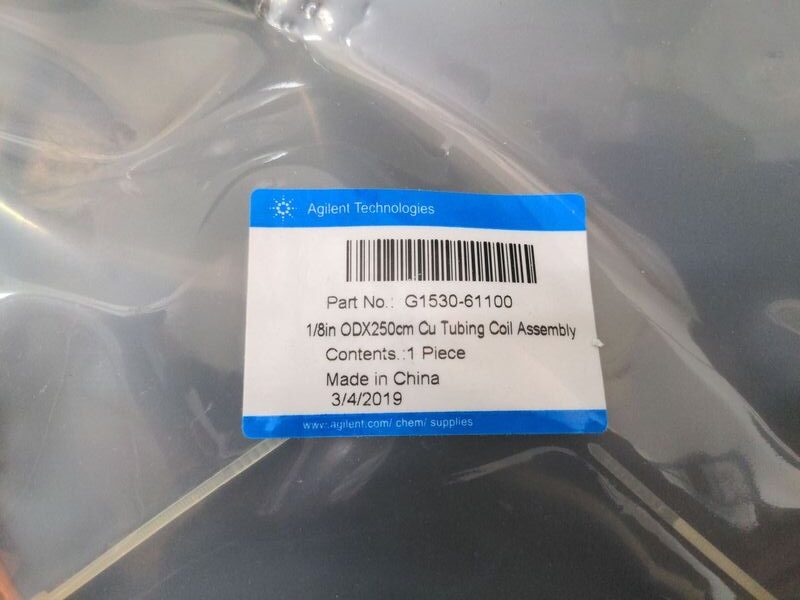 Agilent Technologies
Part No.: G1530-61100
1/8in ODX250cm Cu Tubing Coil Assembly
Contents.:1 Piece
Made in China
3/4/2019
www.agilent.com/ chem/ supplies